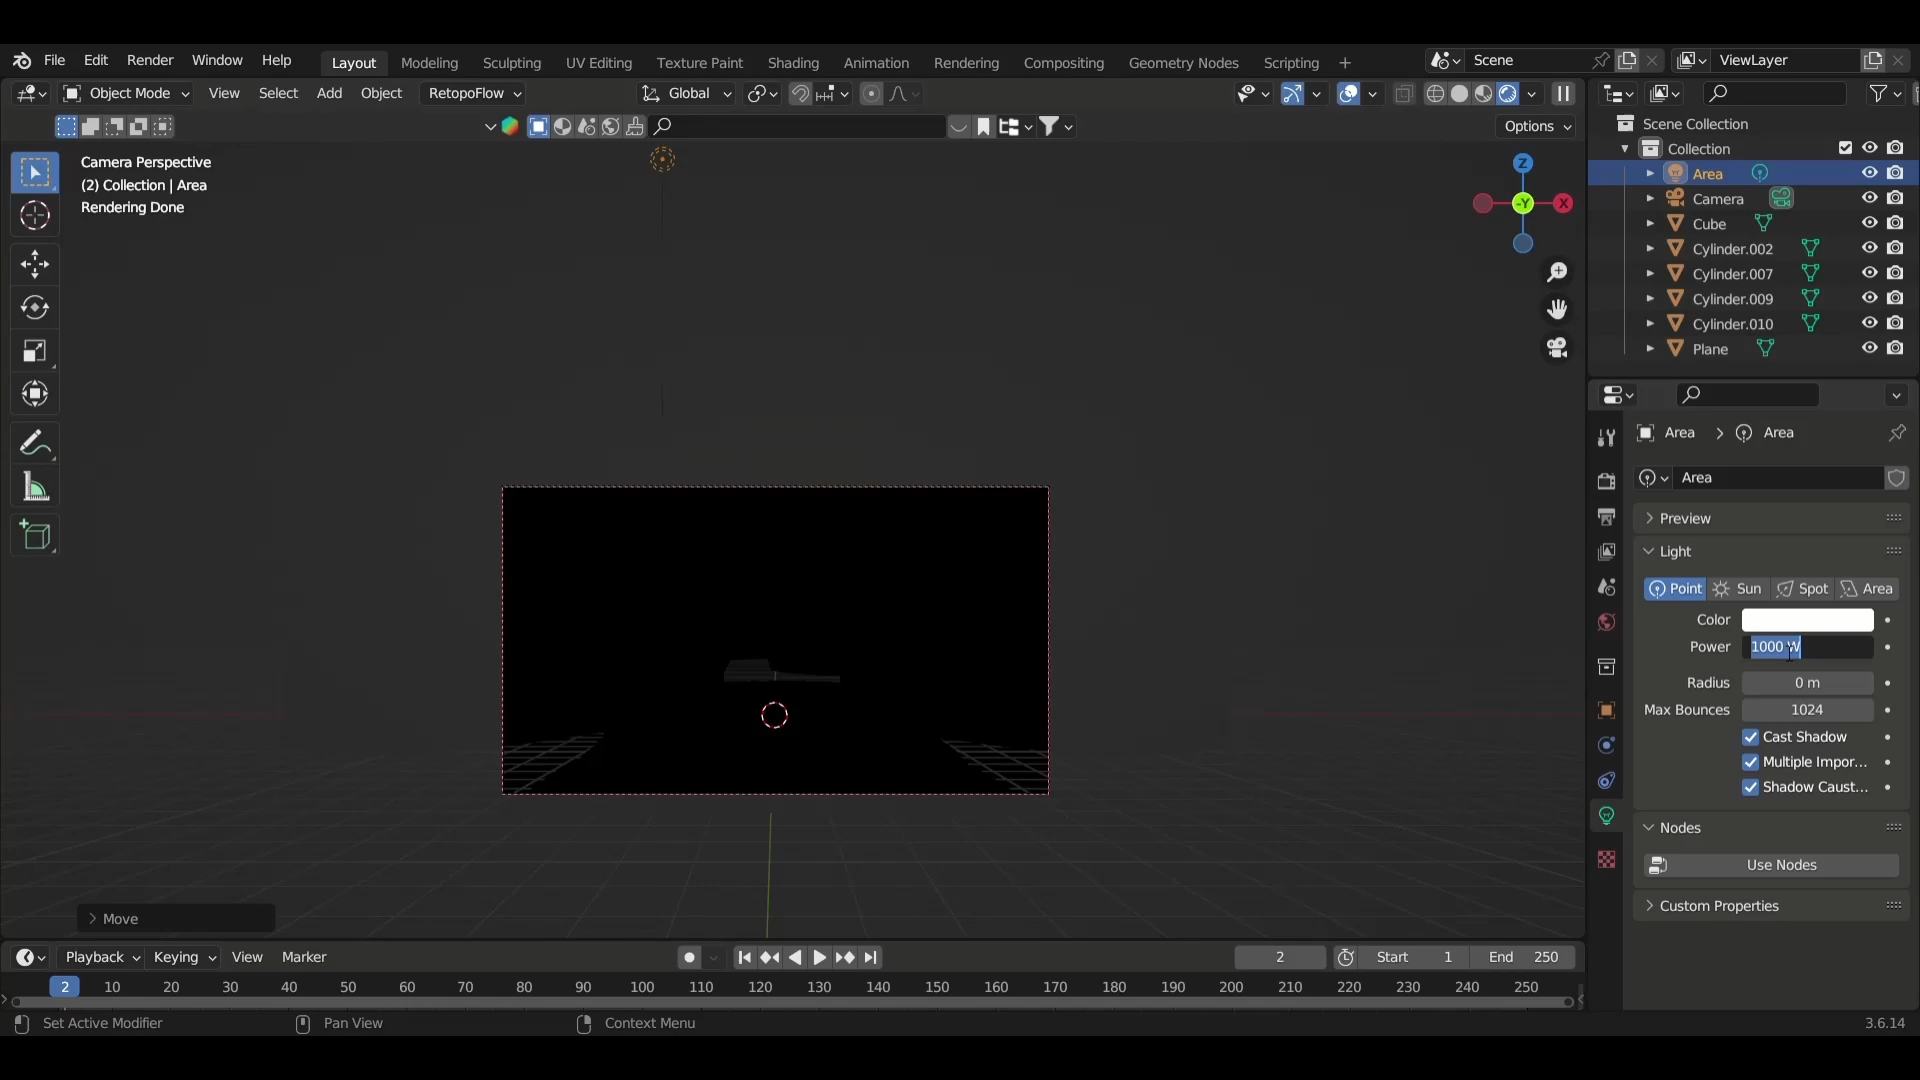 File Edit Render Window Help Layout Modeling Sculpting UV Editing Texture Paint Shading Animation Rendering Compositing Geometry Nodes Scripting + Scene ViewLayer
Object Mode View Select Add Object RetopoFlow Global
Options
Camera Perspective
(2) Collection | Area
Rendering Done
Z
-Y X
Scene Collection
Collection
Area
Camera
Cube
Cylinder.002
Cylinder.007
Cylinder.009
Cylinder.010
Plane
Area > Area
Area
Preview
Light
Point Sun Spot Area
Color
Power 1000 W
Radius 0 m
Max Bounces 1024
Cast Shadow
Multiple Impor...
Shadow Caust...
Nodes
Use Nodes
Custom Properties
> Move
Playback Keying View Marker 2 Start 1 End 250
2 10 20 30 40 50 60 70 80 90 100 110 120 130 140 150 160 170 180 190 200 210 220 230 240 250
Set Active Modifier Pan View Context Menu 3.6.14